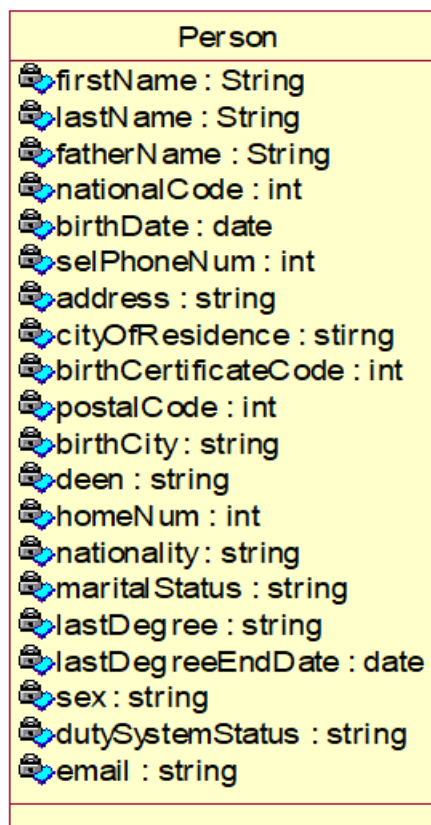 Person
firstName : String
lastName : String
fatherName : String
nationalCode : int
birthDate : date
selPhoneNum : int
address : string
cityOfResidence : stirng
birthCertificateCode : int
postalCode : int
birthCity : string
deen : string
homeNum : int
nationality : string
maritalStatus : string
lastDegree : string
lastDegreeEndDate : date
sex : string
dutySystemStatus : string
email : string